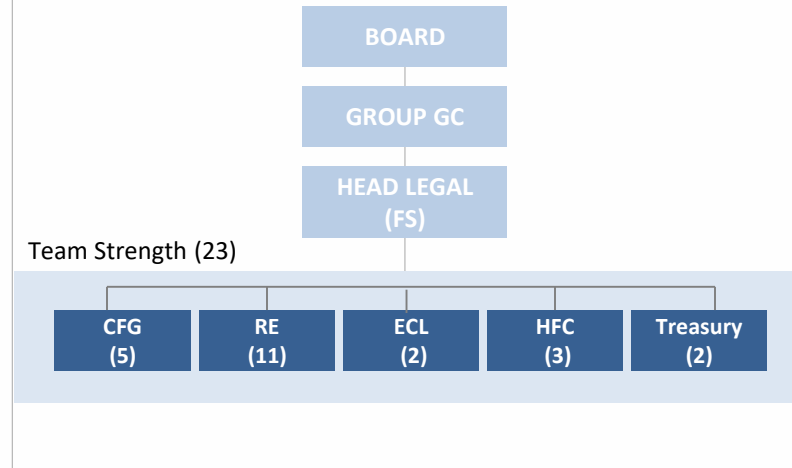 BOARD
GROUP GC
HEAD LEGAL
(FS)
Team Strength (23)
CFG
(5)
RE
(11)
ECL
(2)
HFC
(3)
Treasury
(2)